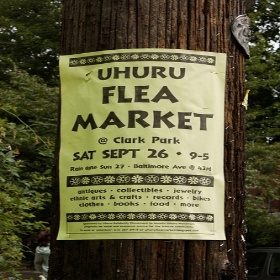 UHURU
FLEA
MARKET
@ Clark Park
SAT SEPT 26 • 9-5
Rain date Sun 27 • Baltimore Ave @ 43rd
antiques • collectibles • jewelry
ethnic arts & crafts • records • bikes
clothes • books • food • more